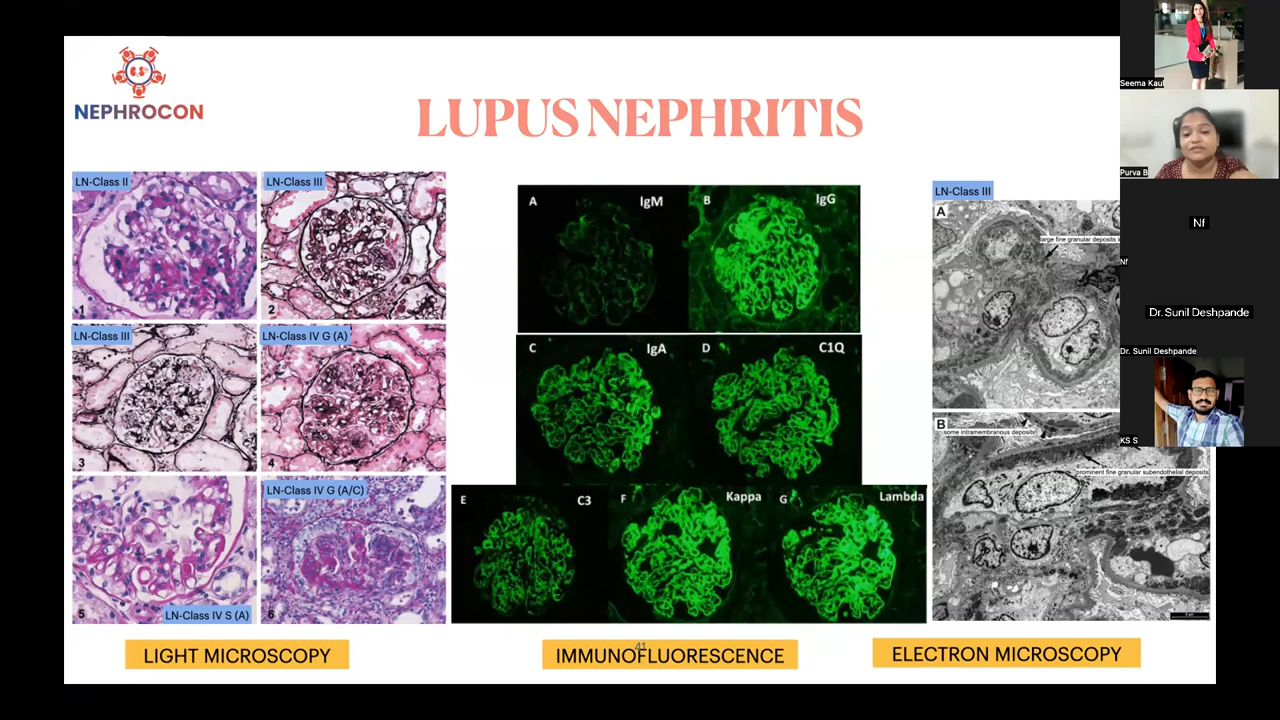 NEPHROCON
LUPUS NEPHRITIS
LN-Class II
1
LN-Class III
2
LN-Class III
3
LN-Class IV G (A)
4
5
LN-Class IV S (A)
LN-Class IV G (A/C)
6
LIGHT MICROSCOPY
A
IgM
B
IgG
C
IgA
D
C1Q
E
C3
F
Kappa
G
Lambda
41
IMMUNOFLUORESCENCE
LN-Class III
A
large fine granular deposits
B
some intramembranous deposits
prominent fine granular subendothelial deposits
ELECTRON MICROSCOPY
Seema Kaul
Purva B
Nf
Nf
Dr. Sunil Deshpande
Dr. Sunil Deshpande
KS S